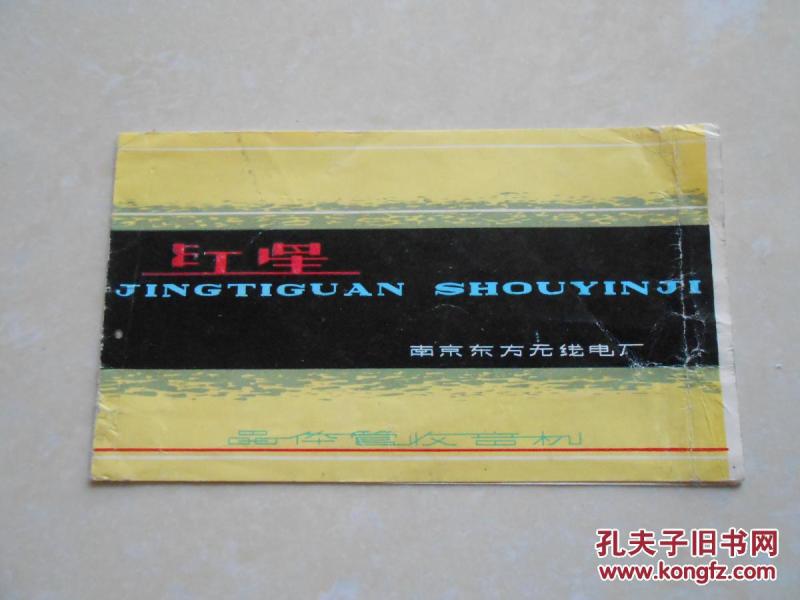 红星
JINGTIGUAN SHOUYINJI
南京东方无线电厂
晶体管收音机
孔夫子旧书网
www.kongfz.com